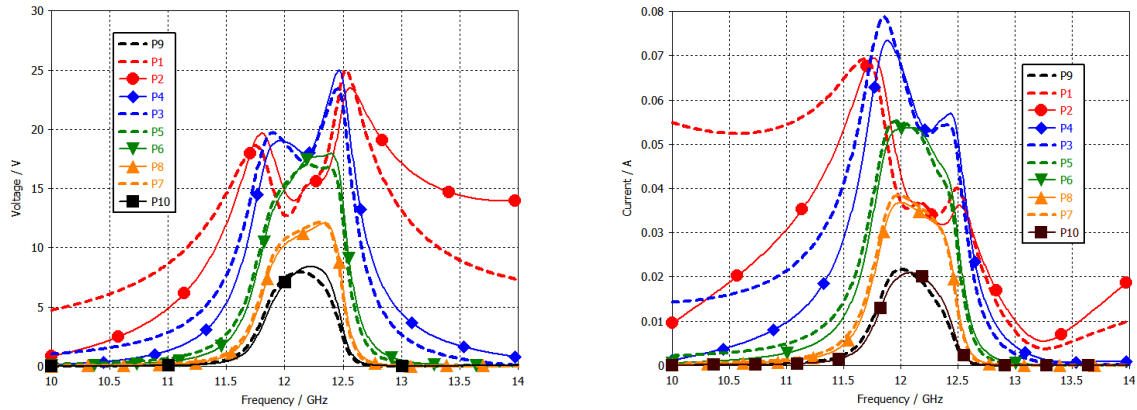 30
25
20
15
10
5
0
Voltage / V
P9
P1
P2
P4
P3
P5
P6
P8
P7
P10
10 10.5 11 11.5 12 12.5 13 13.5 14
Frequency / GHz
0.08
0.07
0.06
0.05
0.04
0.03
0.02
0.01
0
Current / A
P9
P1
P2
P4
P3
P5
P6
P8
P7
P10
10 10.5 11 11.5 12 12.5 13 13.5 14
Frequency / GHz